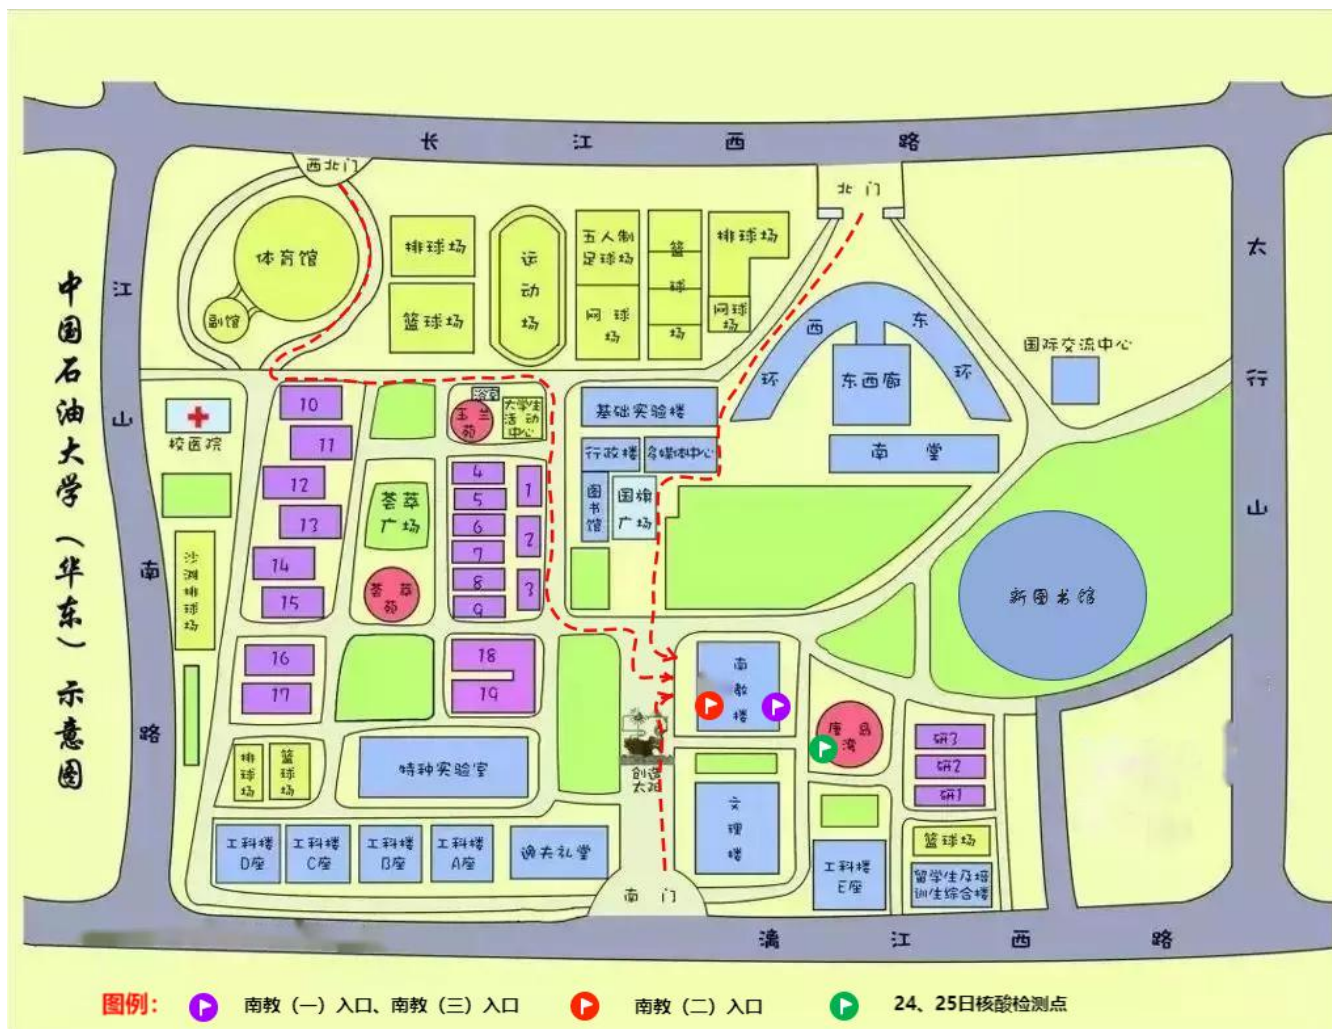 中国石油大学（华东）示意图
长江西路
西北门
北门
江山南路
太行山
体育馆
副馆
排球场
篮球场
运动场
五人制
足球场
网球场
篮球场
排球场
网球场
西环
东环
东西廊
南堂
国际交流中心
校医院
10
11
12
13
14
15
浴室
玉兰苑
大学生
活动
中心
基础实验楼
行政楼
多媒体中心
图书馆
国旗
广场
荟萃
广场
荟萃
苑
4
5
6
7
8
9
1
2
3
沙滩排球场
新图书馆
16
17
18
19
南教楼
唐岛
湾
研3
研2
研1
创造
太阳
排球场
篮球场
特种实验室
文理楼
工科楼
D座
工科楼
C座
工科楼
B座
工科楼
A座
逸夫礼堂
工科楼
E座
篮球场
留学生及培
训生综合楼
南门
漓江西路
图例：
南教（一）入口、南教（三）入口
南教（二）入口
24、25日核酸检测点